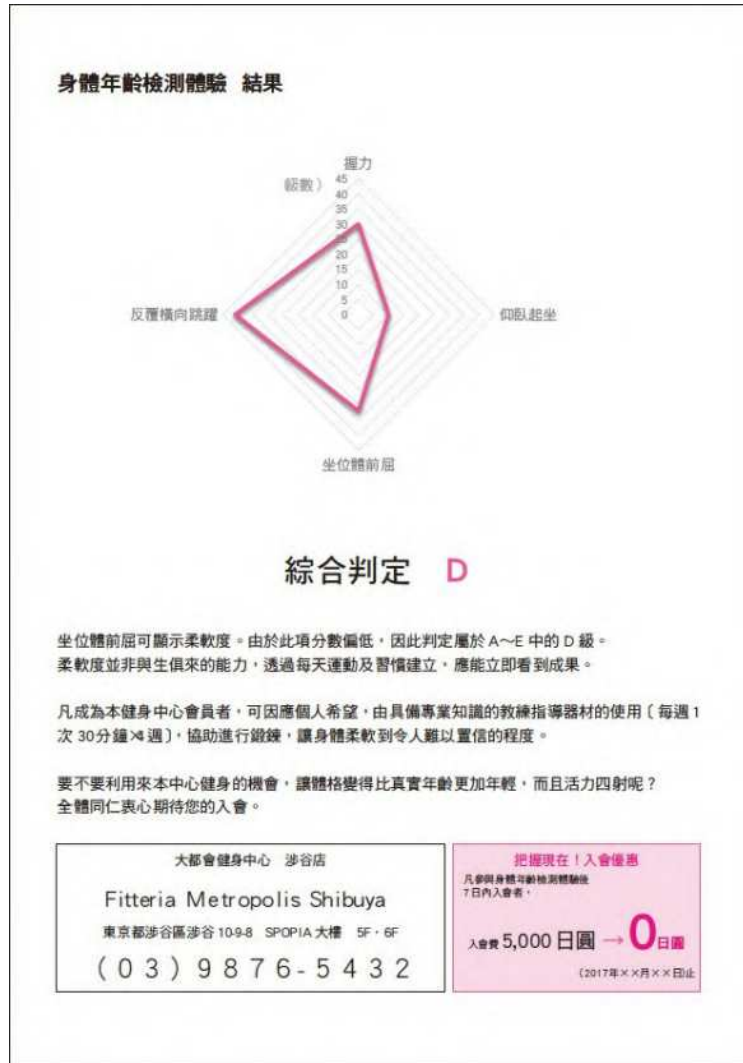 身體年齡檢測體驗 結果
握力
級數）
45
40
35
30
25
20
15
10
5
0
反覆橫向跳躍
仰臥起坐
坐位體前屈
綜合判定 D
坐位體前屈可顯示柔軟度。由於此項分數偏低，因此判定屬於 A～E 中的 D 級。
柔軟度並非與生俱來的能力，透過每天運動及習慣建立，應能立即看到成果。
凡成為本健身中心會員者，可因應個人希望，由具備專業知識的教練指導器材的使用〔每週 1
次 30分鐘×4 週〕，協助進行鍛鍊，讓身體柔軟到令人難以置信的程度。
要不要利用來本中心健身的機會，讓體格變得比真實年齡更加年輕，而且活力四射呢？
全體同仁衷心期待您的入會。
大都會健身中心 涉谷店
Fitteria Metropolis Shibuya
東京都涉谷區涉谷 10-9-8 SPOPIA 大樓 5F・6F
(03)9876-5432
把握現在！入會優惠
凡參與身體年齡檢測體驗後
7日內入會者，
入會費 5,000 日圓 → 0日圓
（2017年××月××日）止